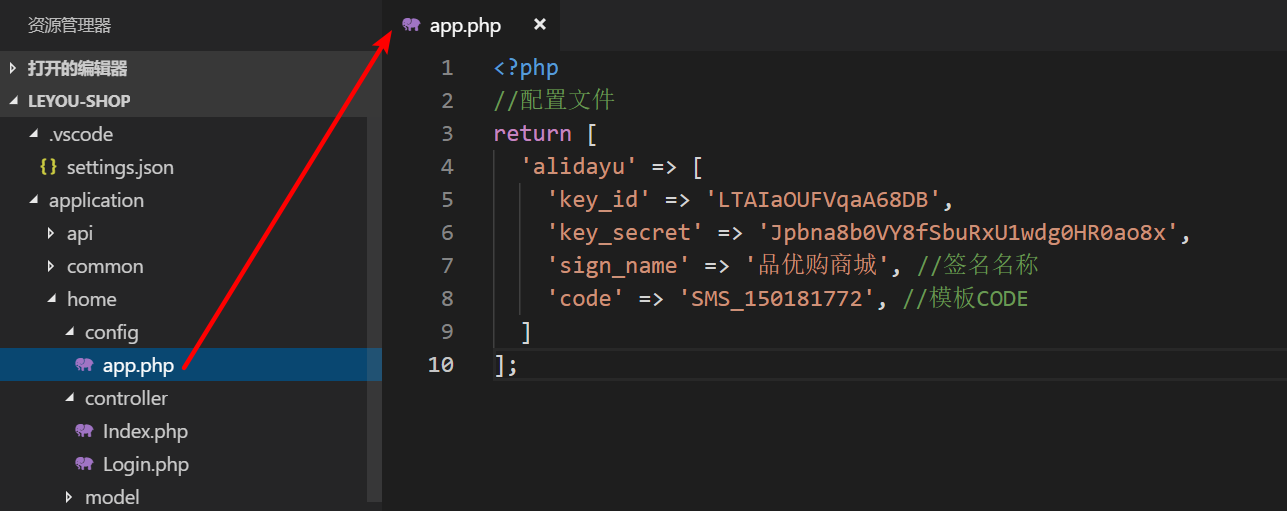 资源管理器
打开的编辑器
LEYOU-SHOP
.vscode
{} settings.json
application
api
common
home
config
app.php
controller
Index.php
Login.php
model
app.php ×
1 <?php
2 //配置文件
3 return [
4 'alidayu' => [
5 'key_id' => 'LTAIaOUFVqaA68DB',
6 'key_secret' => 'Jpbna8b0VY8fSbuRxU1wdg0HR0ao8x',
7 'sign_name' => '品优购商城', //签名名称
8 'code' => 'SMS_150181772', //模板CODE
9 ]
10 ];